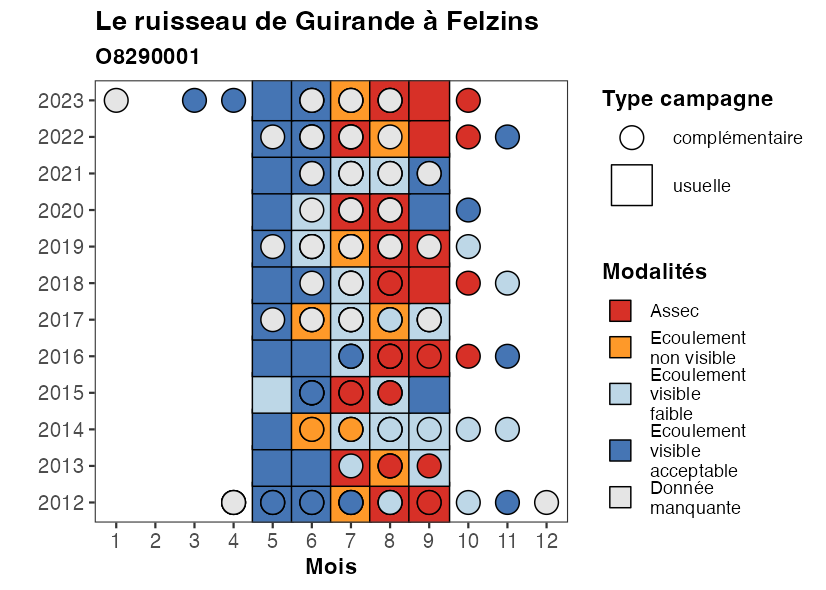 Le ruisseau de Guirande à Felzins
O8290001
2023
2022
2021
2020
2019
2018
2017
2016
2015
2014
2013
2012
1 2 3 4 5 6 7 8 9 10 11 12
Mois
Type campagne
complémentaire
usuelle
Modalités
Assec
Ecoulement
non visible
Ecoulement
visible
faible
Ecoulement
visible
acceptable
Donnée
manquante